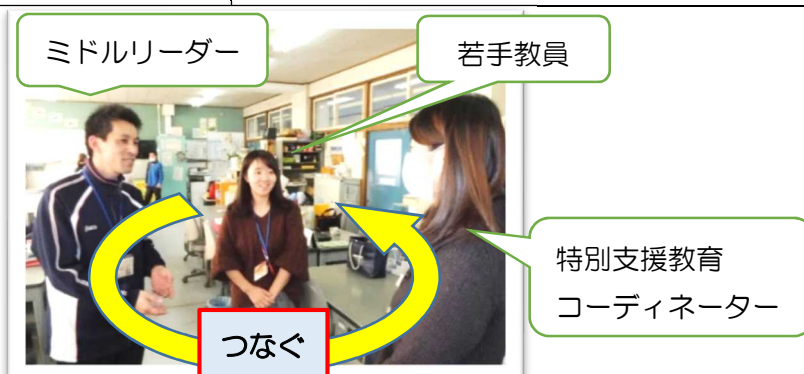 ミドルリーダー
若手教員
特別支援教育
コーディネーター
つなぐ